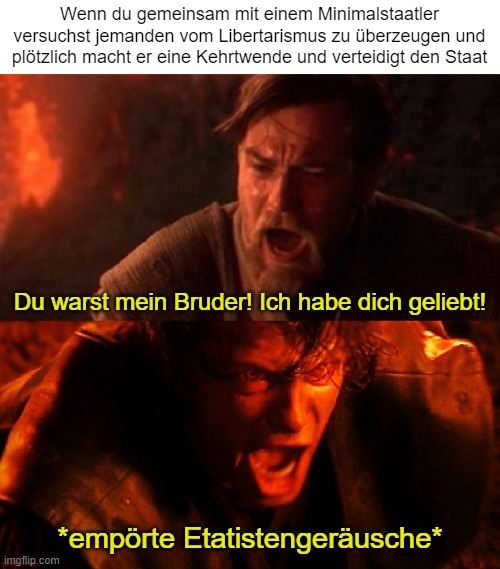 Wenn du gemeinsam mit einem Minimalstaatler
versuchst jemanden vom Libertarismus zu überzeugen und
plötzlich macht er eine Kehrtwende und verteidigt den Staat
Du warst mein Bruder! Ich habe dich geliebt!
*empörte Etatistengeräusche*
imgflip.com